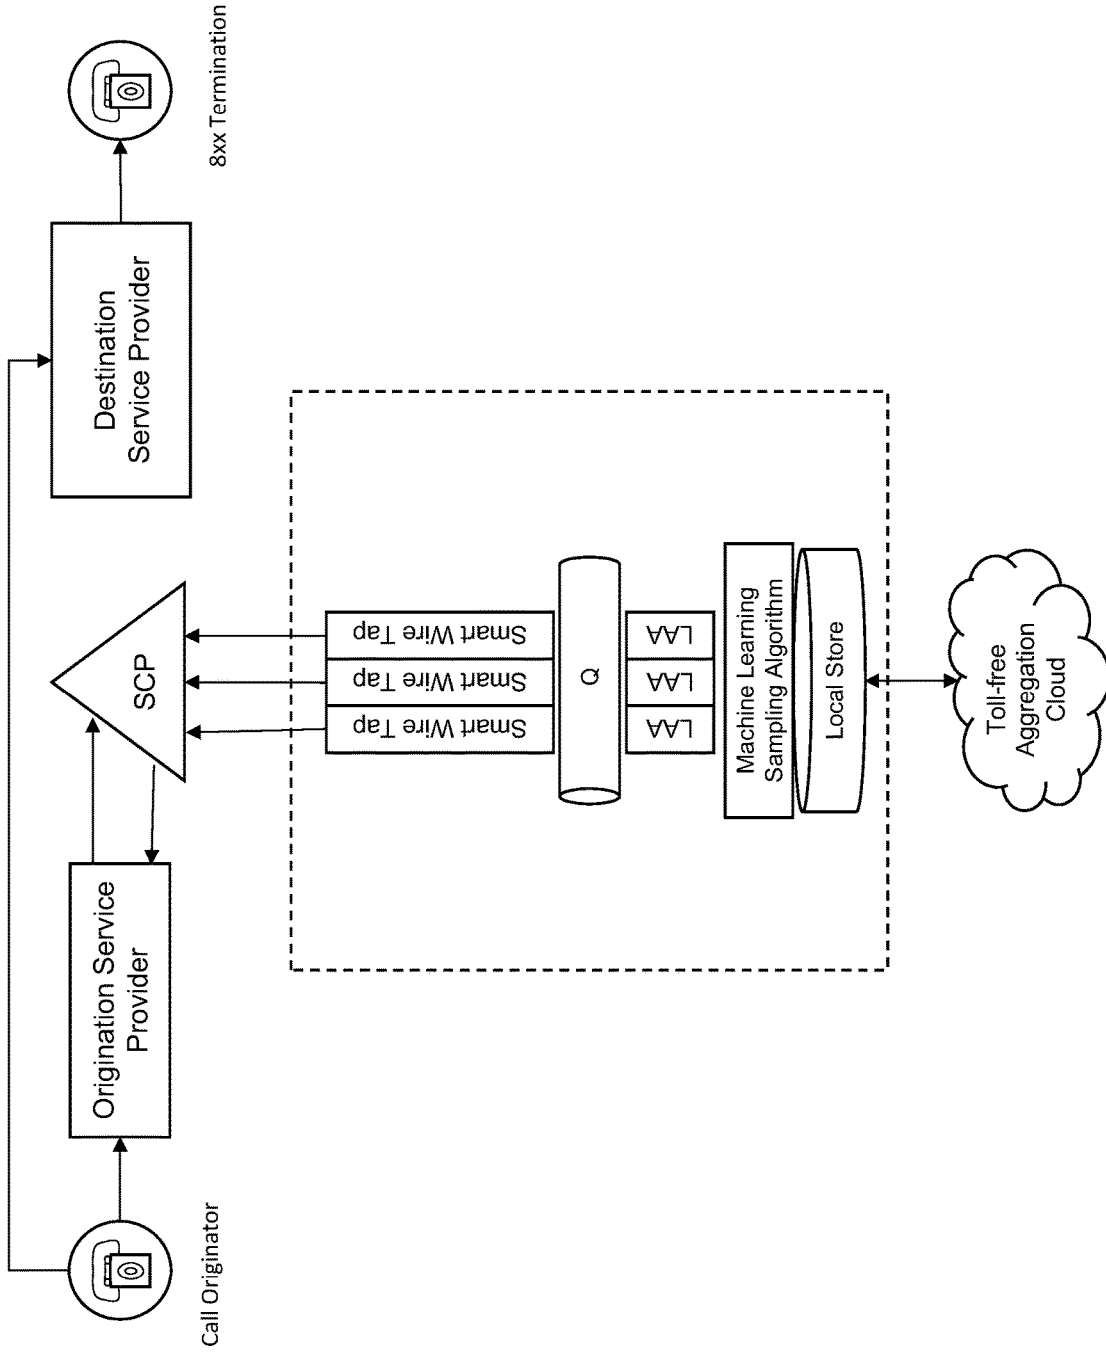 Call Originator
Origination Service
Provider
SCP
Destination
Service Provider
8xx Termination
Smart Wire Tap
Smart Wire Tap
Smart Wire Tap
Q
LAA
LAA
LAA
Machine Learning
Sampling Algorithm
Local Store
Toll-free
Aggregation
Cloud